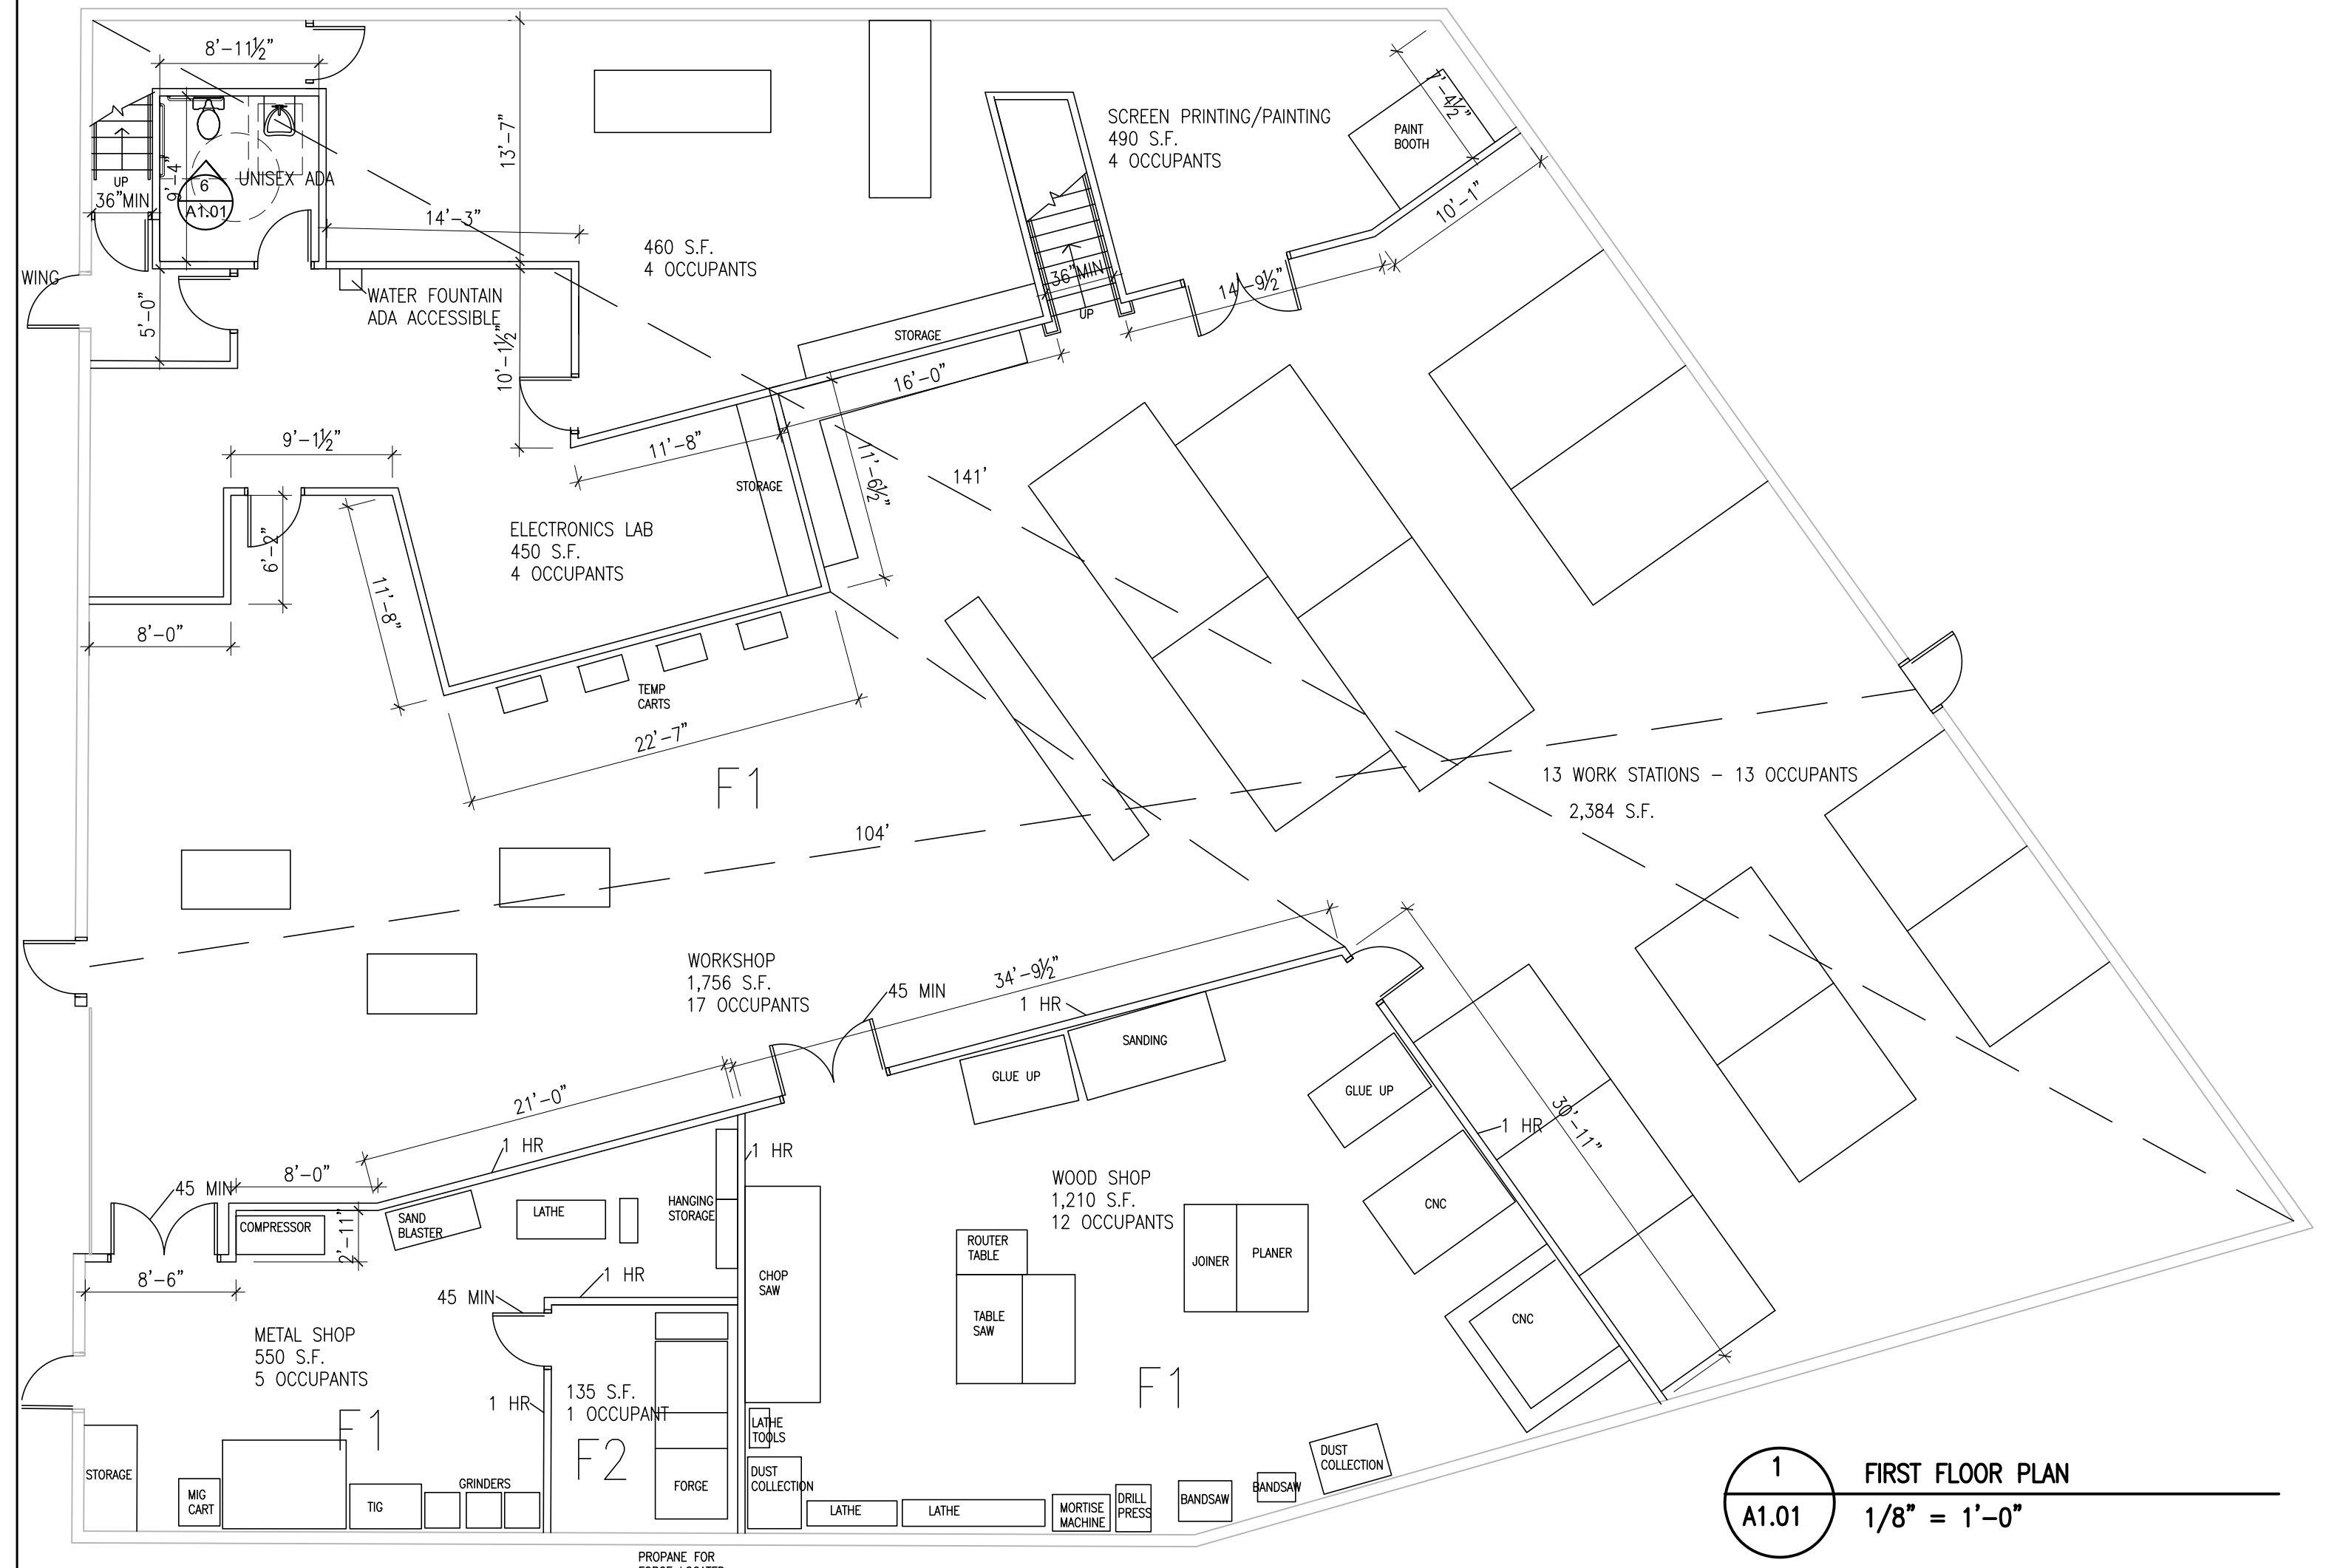 8'-11½"
13'-7"
7'-4½"
SCREEN PRINTING/PAINTING
490 S.F.
4 OCCUPANTS
PAINT
BOOTH
UP
36"MIN
9'-4
6
A1.01
UNISEX ADA
14'-3"
10'-1"
460 S.F.
4 OCCUPANTS
36"MIN
UP
14'-9½"
WING
5'-0"
WATER FOUNTAIN
ADA ACCESSIBLE
10'-1½"
STORAGE
16'-0"
9'-1½"
11'-8"
STORAGE
11'-6½"
141'
6'-2"
ELECTRONICS LAB
450 S.F.
4 OCCUPANTS
11'-8"
8'-0"
TEMP
CARTS
22'-7"
F1
13 WORK STATIONS – 13 OCCUPANTS
2,384 S.F.
104'
WORKSHOP
1,756 S.F.
17 OCCUPANTS
45 MIN
34'-9½"
1 HR
SANDING
GLUE UP
GLUE UP
21'-0"
30'-11"
1 HR
1 HR
1 HR
45 MIN
8'-0"
COMPRESSOR
2'-11"
SAND
BLASTER
LATHE
HANGING
STORAGE
WOOD SHOP
1,210 S.F.
12 OCCUPANTS
CNC
ROUTER
TABLE
JOINER
PLANER
CHOP
SAW
TABLE
SAW
CNC
8'-6"
1 HR
45 MIN
METAL SHOP
550 S.F.
5 OCCUPANTS
F1
1 HR
135 S.F.
1 OCCUPANT
F2
F1
LATHE
TOOLS
STORAGE
MIG
CART
TIG
GRINDERS
FORGE
DUST
COLLECTION
LATHE
LATHE
MORTISE
MACHINE
DRILL
PRESS
BANDSAW
BANDSAW
DUST
COLLECTION
PROPANE FOR
FORGE LOCATED
1
A1.01
FIRST FLOOR PLAN
1/8" = 1'-0"